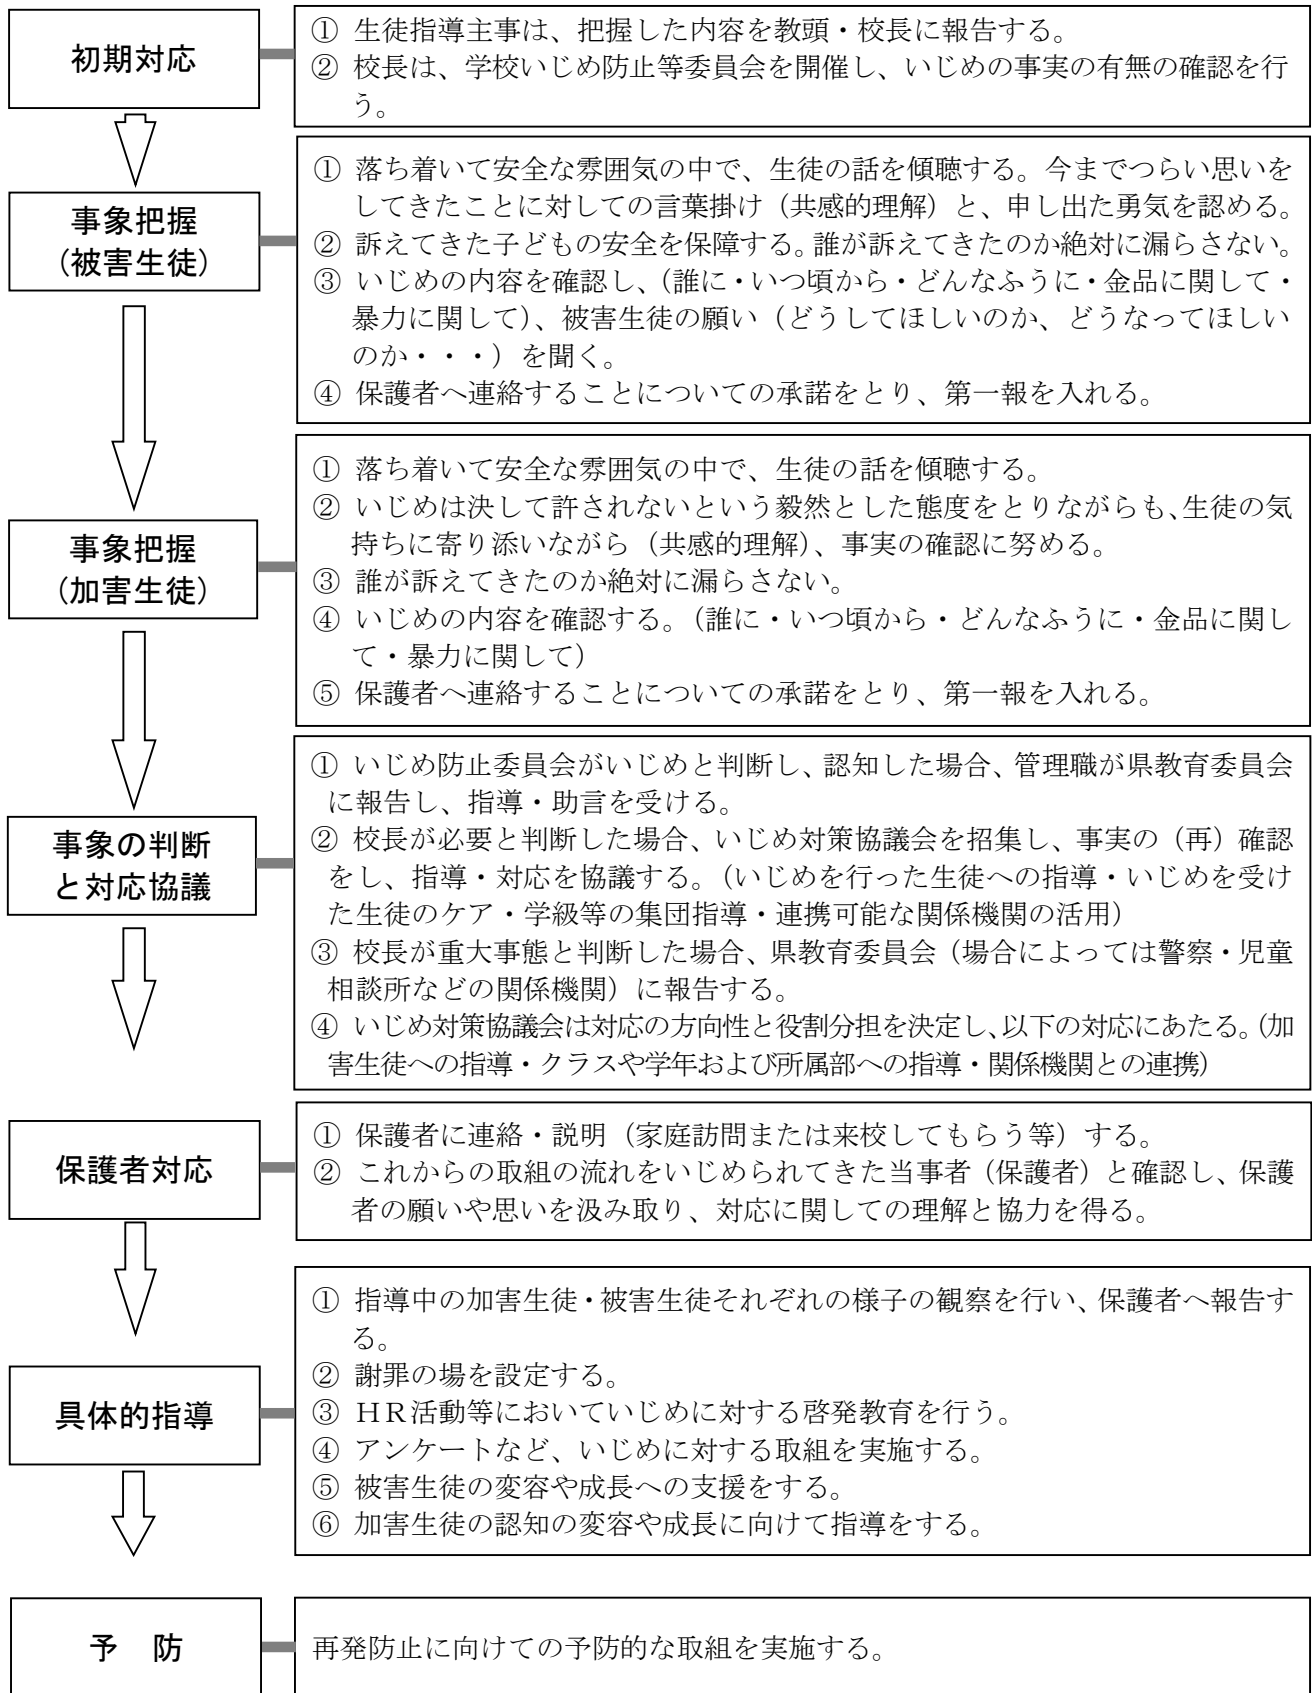 初期対応
① 生徒指導主事は、把握した内容を教頭・校長に報告する。
② 校長は、学校いじめ防止等委員会を開催し、いじめの事実の有無の確認を行
う。
事象把握
(被害生徒)
① 落ち着いて安全な雰囲気の中で、生徒の話を傾聴する。今までつらい思いを
してきたことに対しての言葉掛け（共感的理解）と、申し出た勇気を認める。
② 訴えてきた子どもの安全を保障する。誰が訴えてきたのか絶対に漏らさない。
③ いじめの内容を確認し、（誰に・いつ頃から・どんなふうに・金品に関して・
暴力に関して）、被害生徒の願い（どうしてほしいのか、どうなってほしい
のか・・・）を聞く。
④ 保護者へ連絡することについての承諾をとり、第一報を入れる。
事象把握
(加害生徒)
① 落ち着いて安全な雰囲気の中で、生徒の話を傾聴する。
② いじめは決して許されないという毅然とした態度をとりながらも、生徒の気
持ちに寄り添いながら（共感的理解）、事実の確認に努める。
③ 誰が訴えてきたのか絶対に漏らさない。
④ いじめの内容を確認する。（誰に・いつ頃から・どんなふうに・金品に関し
て・暴力に関して）
⑤ 保護者へ連絡することについての承諾をとり、第一報を入れる。
事象の判断
と対応協議
① いじめ防止委員会がいじめと判断し、認知した場合、管理職が県教育委員会
に報告し、指導・助言を受ける。
② 校長が必要と判断した場合、いじめ対策協議会を招集し、事実の（再）確認
をし、指導・対応を協議する。（いじめを行った生徒への指導・いじめを受け
た生徒のケア・学級等の集団指導・連携可能な関係機関の活用）
③ 校長が重大事態と判断した場合、県教育委員会（場合によっては警察・児童
相談所などの関係機関）に報告する。
④ いじめ対策協議会は対応の方向性と役割分担を決定し、以下の対応にあたる。（加
害生徒への指導・クラスや学年および所属部への指導・関係機関との連携）
保護者対応
① 保護者に連絡・説明（家庭訪問または来校してもらう等）する。
② これからの取組の流れをいじめられてきた当事者（保護者）と確認し、保護
者の願いや思いを汲み取り、対応に関しての理解と協力を得る。
具体的指導
① 指導中の加害生徒・被害生徒それぞれの様子の観察を行い、保護者へ報告す
る。
② 謝罪の場を設定する。
③ ＨＲ活動等においていじめに対する啓発教育を行う。
④ アンケートなど、いじめに対する取組を実施する。
⑤ 被害生徒の変容や成長への支援をする。
⑥ 加害生徒の認知の変容や成長に向けて指導をする。
予　防
再発防止に向けての予防的な取組を実施する。